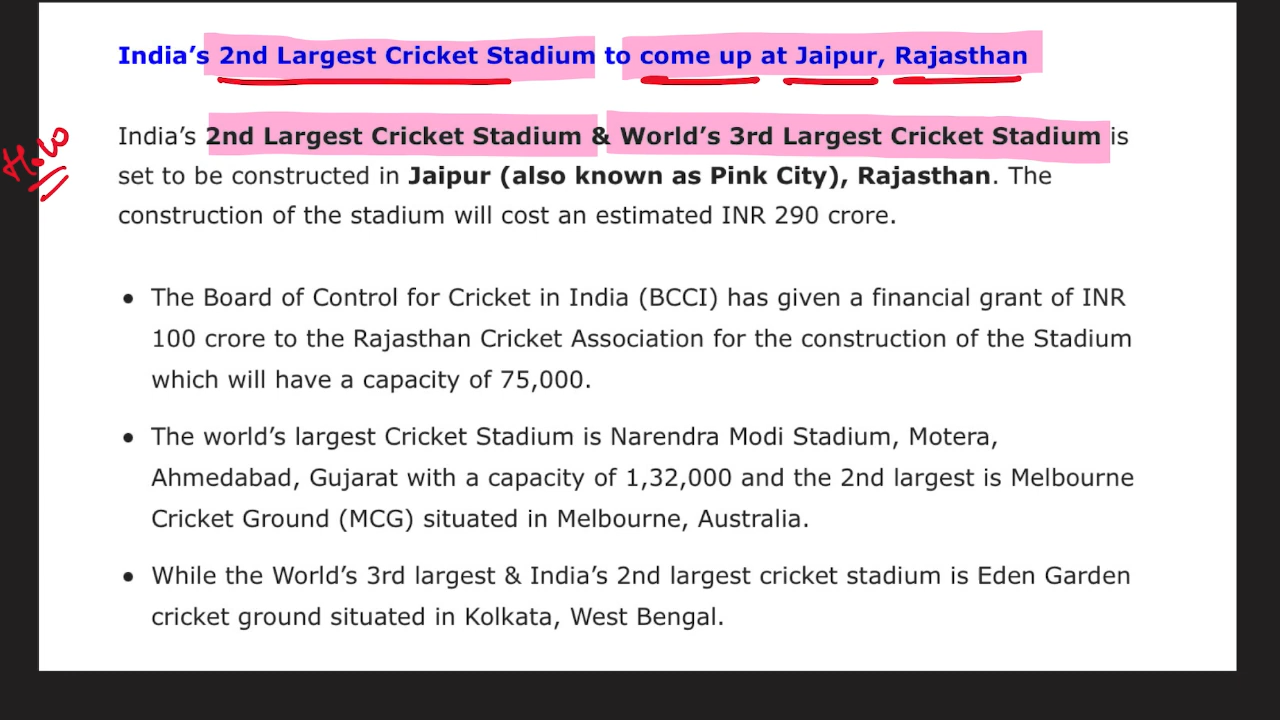 India’s 2nd Largest Cricket Stadium to come up at Jaipur, Rajasthan
India’s 2nd Largest Cricket Stadium & World’s 3rd Largest Cricket Stadium is
set to be constructed in Jaipur (also known as Pink City), Rajasthan. The
construction of the stadium will cost an estimated INR 290 crore.
• The Board of Control for Cricket in India (BCCI) has given a financial grant of INR
100 crore to the Rajasthan Cricket Association for the construction of the Stadium
which will have a capacity of 75,000.
• The world’s largest Cricket Stadium is Narendra Modi Stadium, Motera,
Ahmedabad, Gujarat with a capacity of 1,32,000 and the 2nd largest is Melbourne
Cricket Ground (MCG) situated in Melbourne, Australia.
• While the World’s 3rd largest & India’s 2nd largest cricket stadium is Eden Garden
cricket ground situated in Kolkata, West Bengal.